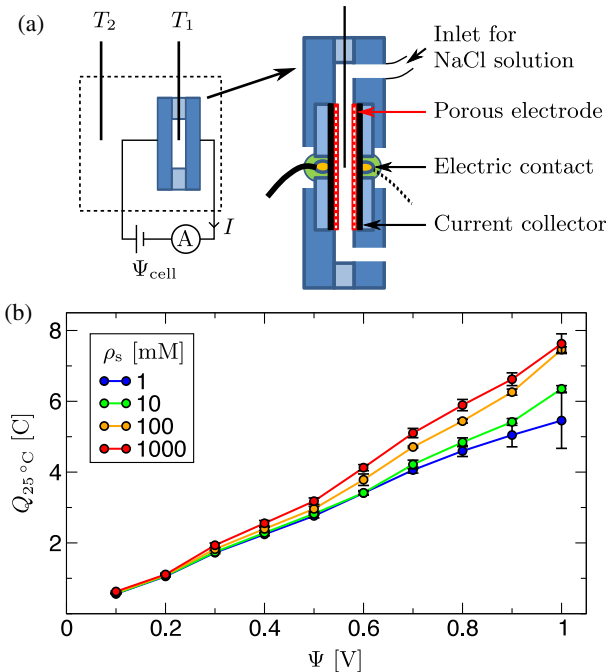 (a)
T₂
T₁
Inlet for
NaCl solution
Porous electrode
Electric contact
Current collector
A
I
Ψcell
(b)
ρs [mM]
1
10
100
1000
Q25 °C [C]
8
6
4
2
0
0.2
0.4
0.6
0.8
1
Ψ [V]